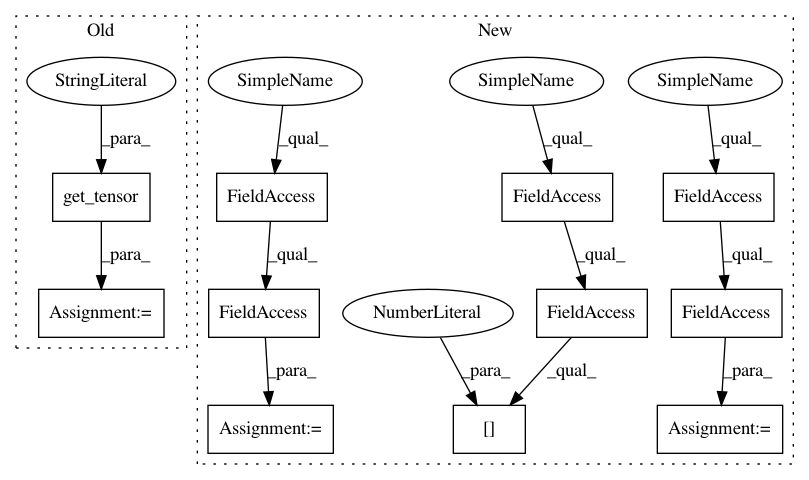 Old
New
StringLiteral
SimpleName
SimpleName
SimpleName
_para_
_qual_
_qual_
_qual_
get_tensor
FieldAccess
FieldAccess
FieldAccess
_para_
_qual_
_qual_
_qual_
Assignment:=
FieldAccess
NumberLiteral
FieldAccess
FieldAccess
_para_
_para_
_qual_
_para_
Assignment:=
[]
Assignment:=